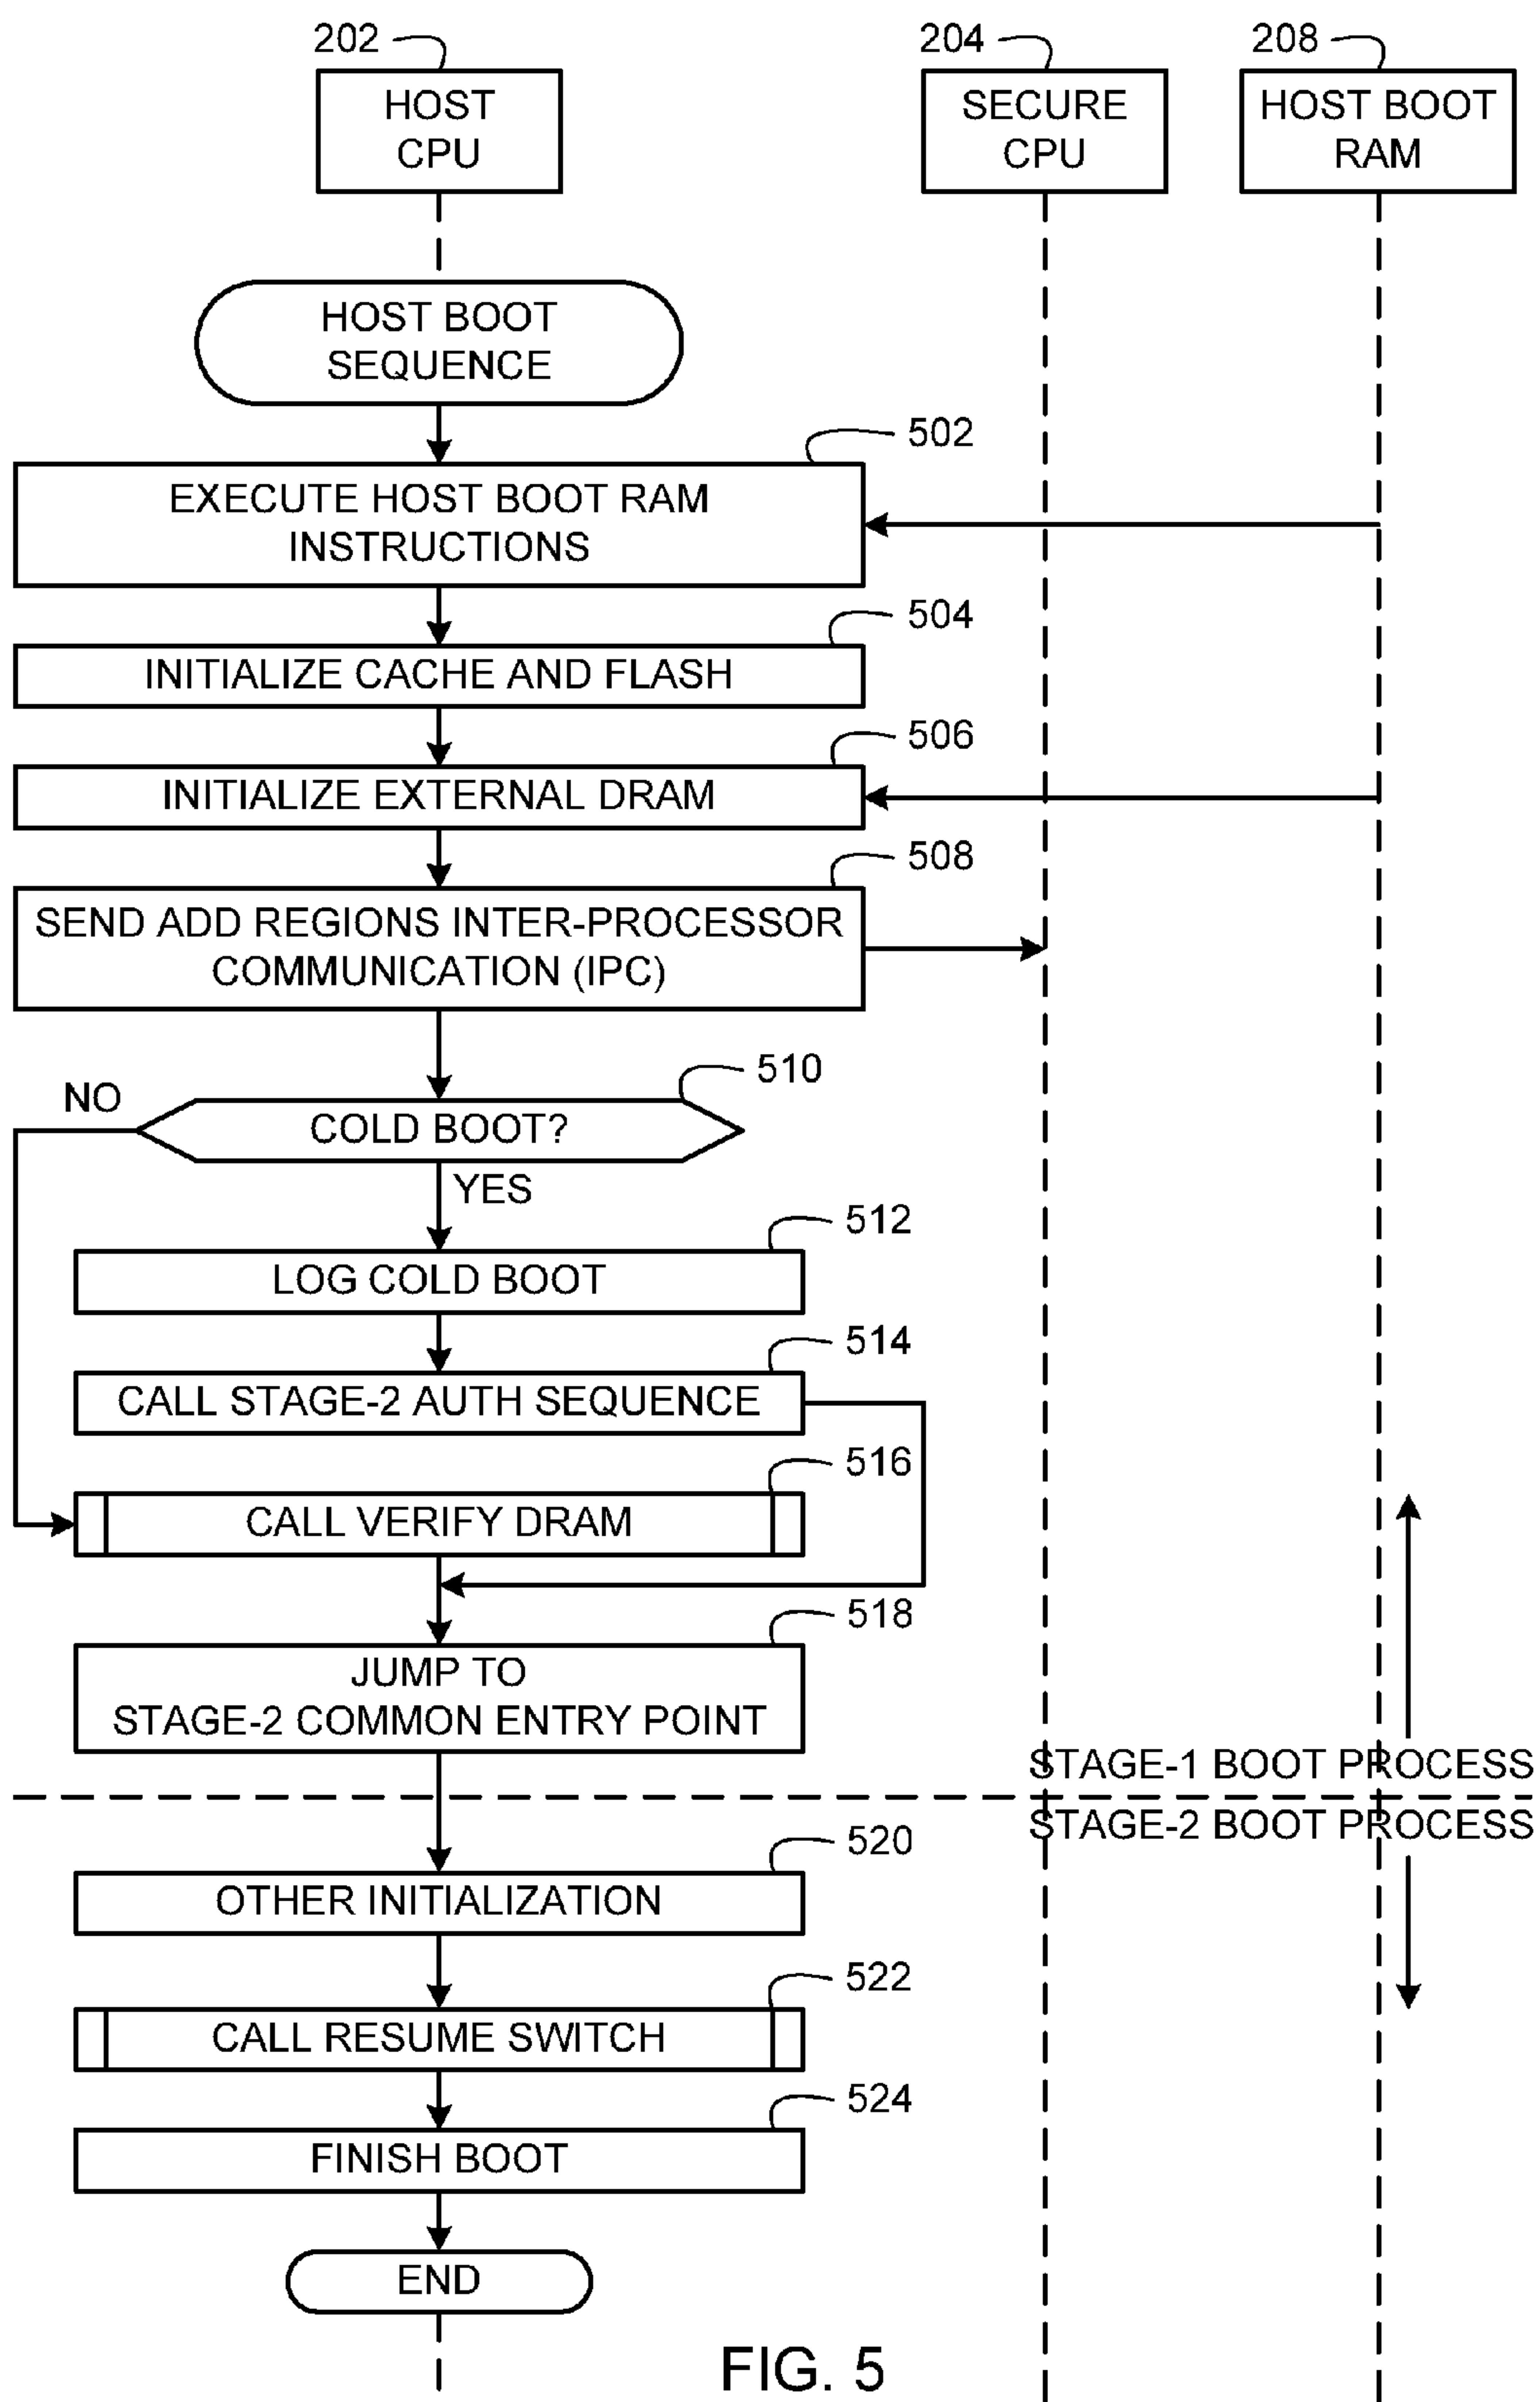 202
204
208
HOST
CPU
SECURE
CPU
HOST BOOT
RAM
HOST BOOT
SEQUENCE
502
EXECUTE HOST BOOT RAM
INSTRUCTIONS
504
INITIALIZE CACHE AND FLASH
506
INITIALIZE EXTERNAL DRAM
508
SEND ADD REGIONS INTER-PROCESSOR
COMMUNICATION (IPC)
510
NO
COLD BOOT?
YES
512
LOG COLD BOOT
514
CALL STAGE-2 AUTH SEQUENCE
516
CALL VERIFY DRAM
518
JUMP TO
STAGE-2 COMMON ENTRY POINT
STAGE-1 BOOT PROCESS
STAGE-2 BOOT PROCESS
520
OTHER INITIALIZATION
522
CALL RESUME SWITCH
524
FINISH BOOT
END
FIG. 5